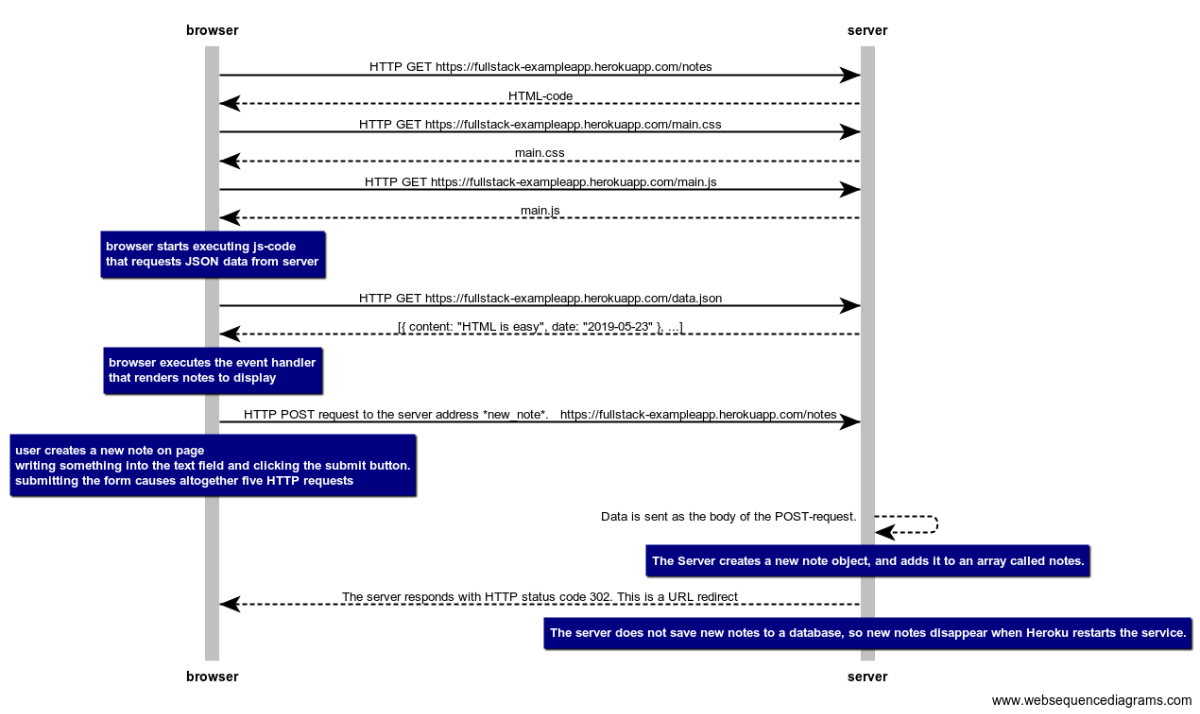 browser server
HTTP GET https://fullstack-exampleapp.herokuapp.com/notes
HTML-code
HTTP GET https://fullstack-exampleapp.herokuapp.com/main.css
main.css
HTTP GET https://fullstack-exampleapp.herokuapp.com/main.js
main.js
browser starts executing js-code
that requests JSON data from server
HTTP GET https://fullstack-exampleapp.herokuapp.com/data.json
[{ content: "HTML is easy", date: "2019-05-23" }, ...]
browser executes the event handler
that renders notes to display
HTTP POST request to the server address *new_note*. https://fullstack-exampleapp.herokuapp.com/notes
user creates a new note on page
writing something into the text field and clicking the submit button.
submitting the form causes altogether five HTTP requests
Data is sent as the body of the POST-request.
The Server creates a new note object, and adds it to an array called notes.
The server responds with HTTP status code 302. This is a URL redirect
The server does not save new notes to a database, so new notes disappear when Heroku restarts the service.
browser server
www.websequencediagrams.com